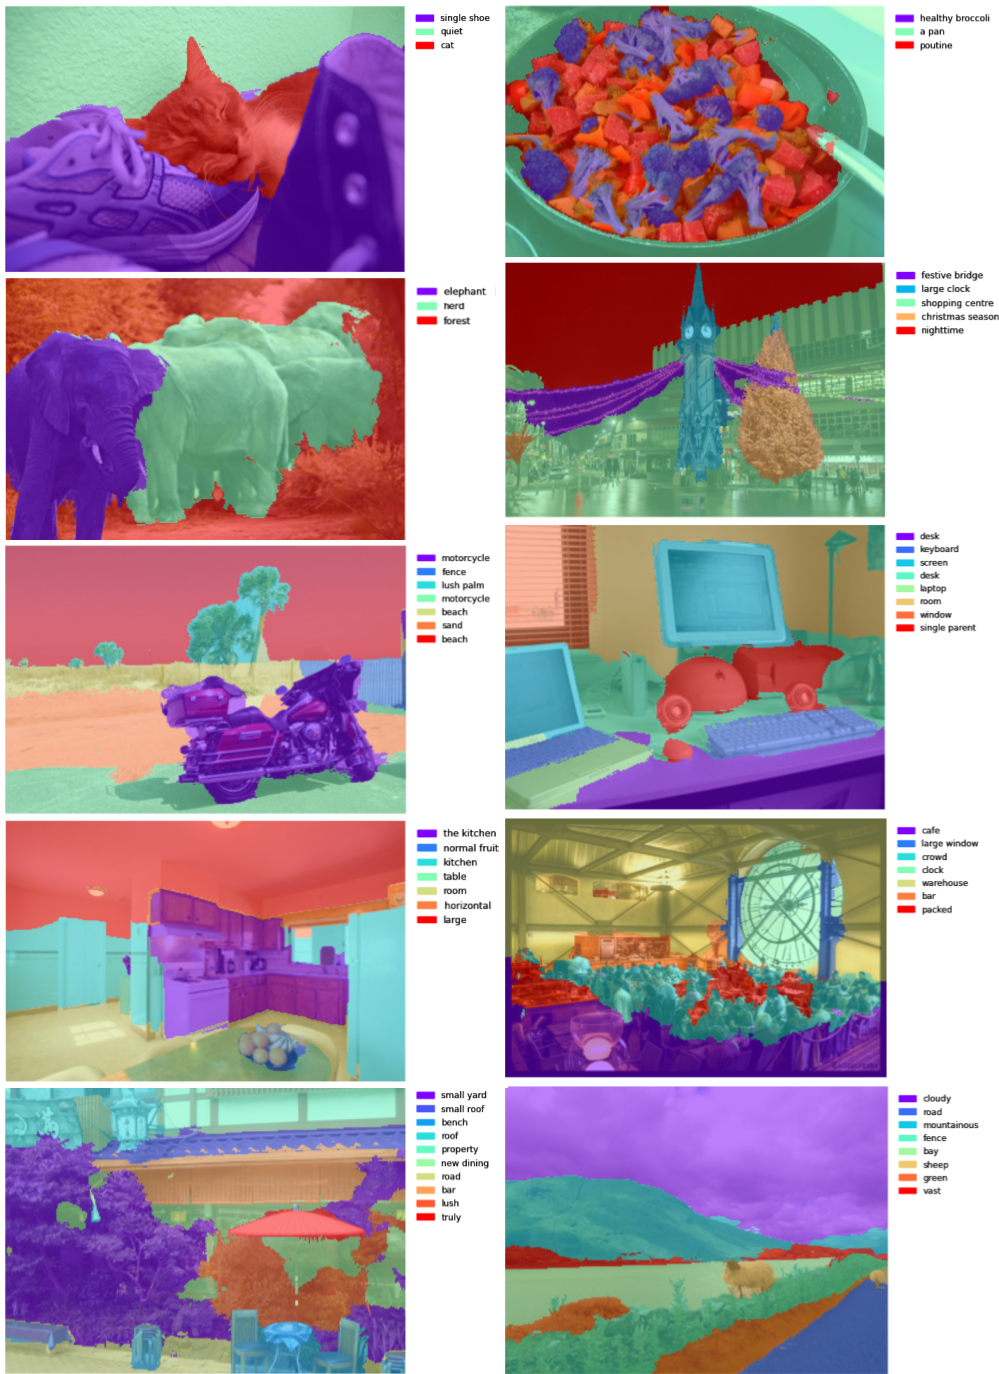 single shoe
quiet
cat
healthy broccoli
a pan
poutine
elephant
herd
forest
festive bridge
large clock
shopping centre
christmas season
nighttime
motorcycle
fence
lush palm
motorcycle
beach
sand
beach
desk
keyboard
screen
desk
laptop
room
window
single parent
the kitchen
normal fruit
kitchen
table
room
horizontal
large
cafe
large window
crowd
clock
warehouse
bar
packed
small yard
small roof
bench
roof
property
new dining
road
bar
lush
truly
cloudy
road
mountainous
fence
bay
sheep
green
vast